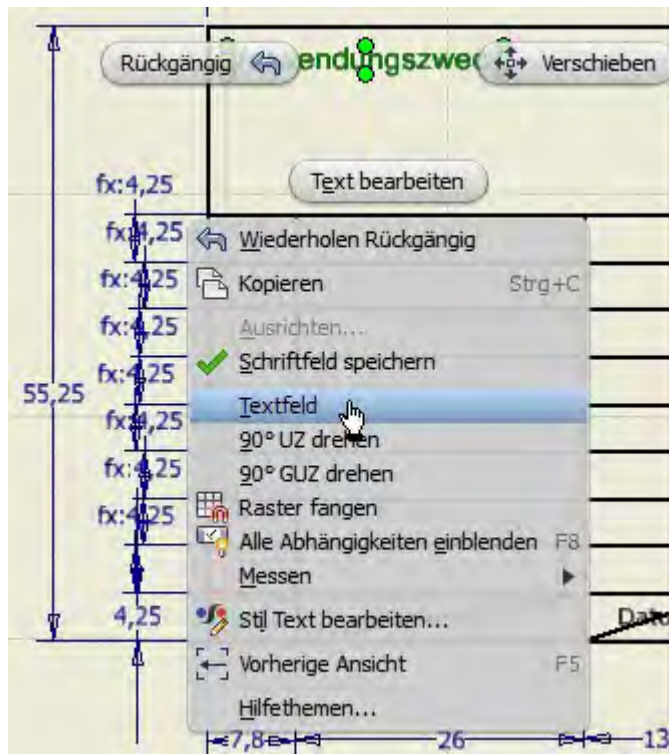 Rückgängig endungszwec Verschieben
Text bearbeiten
fx:4,25
fx:4,25 Wiederholen Rückgängig
fx:4,25 Kopieren Strg+C
fx:4,25 Ausrichten...
Schriftfeld speichern
fx:4,25
55,25 Textfeld
fx:4,25 90° UZ drehen
fx:4,25 90° GUZ drehen
fx:4,25 Raster fangen
Alle Abhängigkeiten einblenden F8
Messen
4,25 Stil Text bearbeiten... Datu
Vorherige Ansicht F5
Hilfethemen...
7,8 26 13